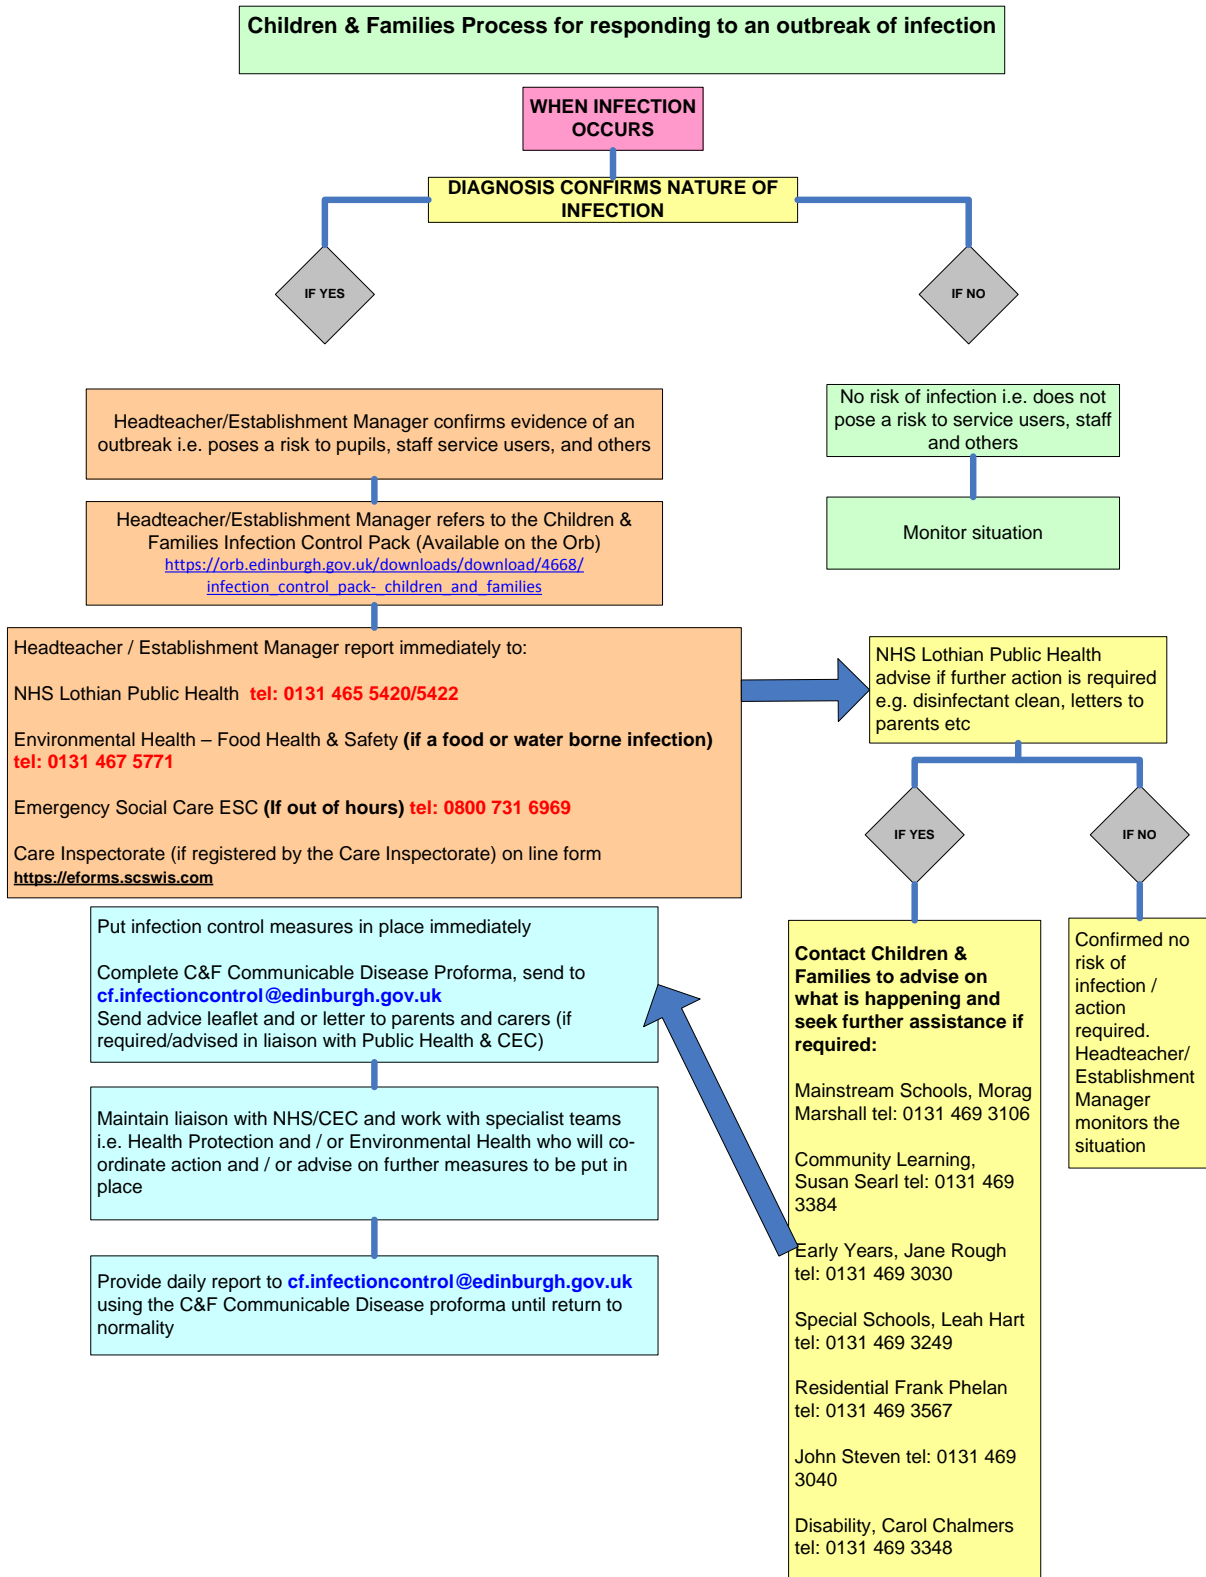 Children & Families Process for responding to an outbreak of infection
WHEN INFECTION
OCCURS
DIAGNOSIS CONFIRMS NATURE OF
INFECTION
IF YES
IF NO
Headteacher/Establishment Manager confirms evidence of an
outbreak i.e. poses a risk to pupils, staff service users, and others
No risk of infection i.e. does not
pose a risk to service users, staff
and others
Headteacher/Establishment Manager refers to the Children &
Families Infection Control Pack (Available on the Orb)
https://orb.edinburgh.gov.uk/downloads/download/4668/
infection_control_pack-_children_and_families
Monitor situation
Headteacher / Establishment Manager report immediately to:
NHS Lothian Public Health tel: 0131 465 5420/5422
Environmental Health – Food Health & Safety (if a food or water borne infection)
tel: 0131 467 5771
Emergency Social Care ESC (If out of hours) tel: 0800 731 6969
Care Inspectorate (if registered by the Care Inspectorate) on line form
https://eforms.scswis.com
NHS Lothian Public Health
advise if further action is required
e.g. disinfectant clean, letters to
parents etc
IF YES
IF NO
Put infection control measures in place immediately
Complete C&F Communicable Disease Proforma, send to
cf.infectioncontrol@edinburgh.gov.uk
Send advice leaflet and or letter to parents and carers (if
required/advised in liaison with Public Health & CEC)
Maintain liaison with NHS/CEC and work with specialist teams
i.e. Health Protection and / or Environmental Health who will co-
ordinate action and / or advise on further measures to be put in
place
Provide daily report to cf.infectioncontrol@edinburgh.gov.uk
using the C&F Communicable Disease proforma until return to
normality
Contact Children &
Families to advise on
what is happening and
seek further assistance if
required:
Mainstream Schools, Morag
Marshall tel: 0131 469 3106
Community Learning,
Susan Searl tel: 0131 469
3384
Early Years, Jane Rough
tel: 0131 469 3030
Special Schools, Leah Hart
tel: 0131 469 3249
Residential Frank Phelan
tel: 0131 469 3567
John Steven tel: 0131 469
3040
Disability, Carol Chalmers
tel: 0131 469 3348
Confirmed no
risk of
infection /
action
required.
Headteacher/
Establishment
Manager
monitors the
situation